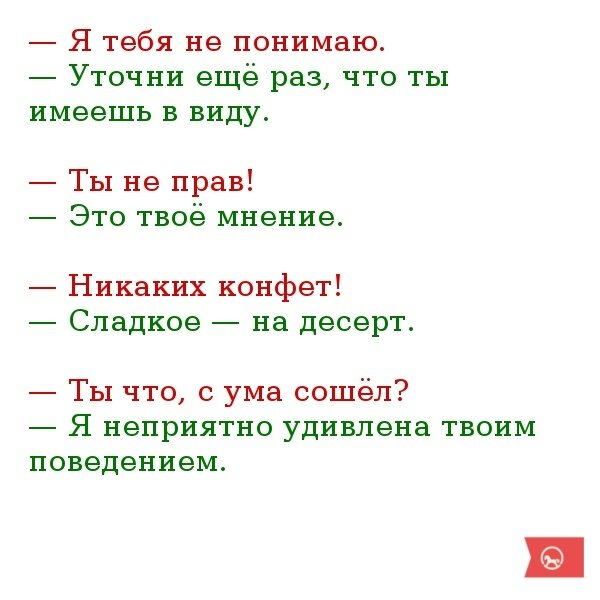 — Я тебя не понимаю.
— Уточни ещё раз, что ты
имеешь в виду.
— Ты не прав!
— Это твоё мнение.
— Никаких конфет!
— Сладкое — на десерт.
— Ты что, с ума сошёл?
— Я неприятно удивлена твоим
поведением.